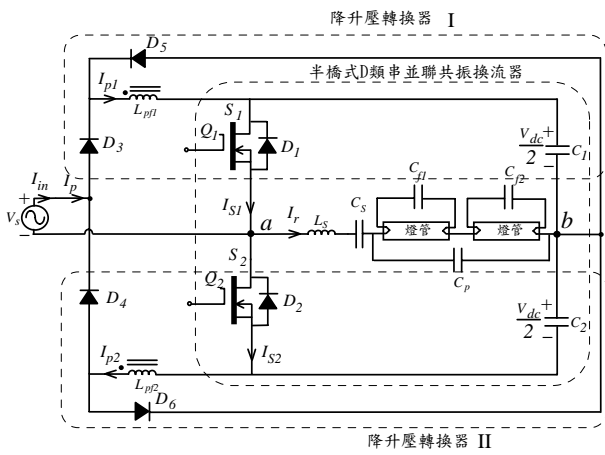 降升壓轉換器 I
D5
半橋式D類串並聯共振換流器
Ip1
Lpf1
S1
Q1
D1
Vdc
2
+
−
C1
D3
Iin
Ip
+
Vs
−
IS1
a
Ir
Ls
Cs
Cf1
Cf2
燈管
燈管
b
Cp
S2
Q2
D2
D4
Vdc
2
+
−
C2
IS2
Ip2
Lpf2
D6
降升壓轉換器 II